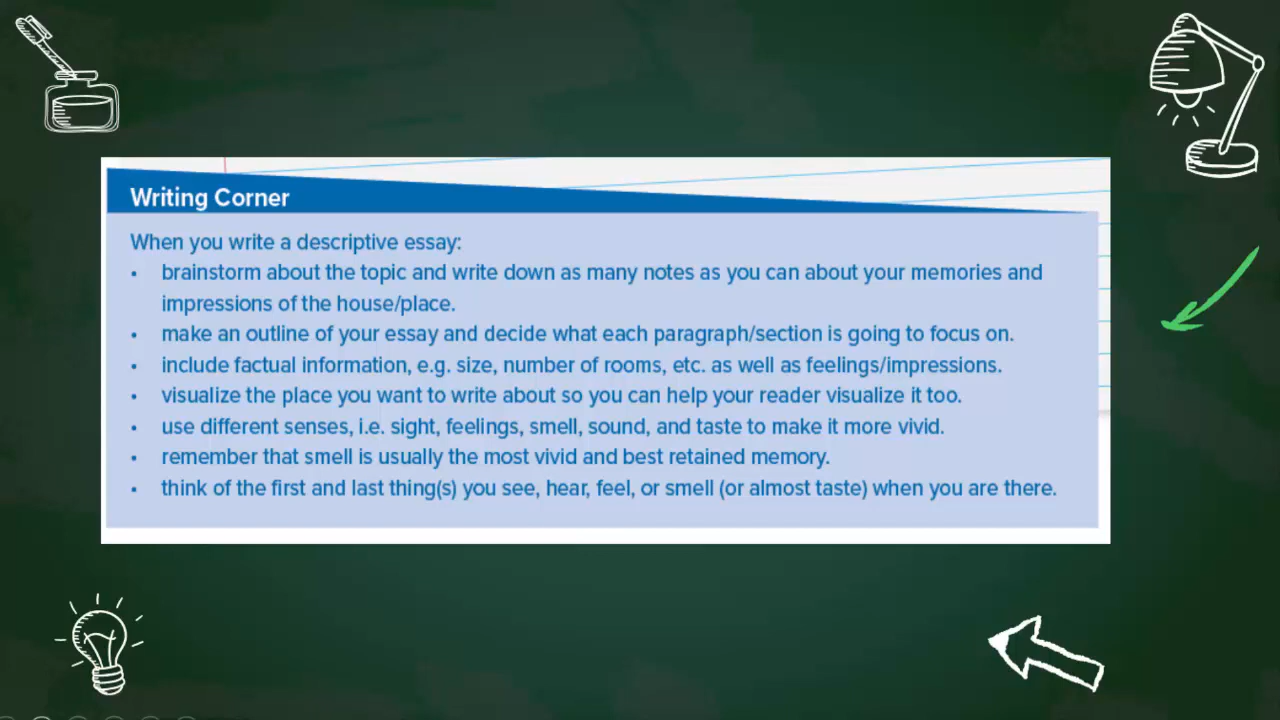 Writing Corner
When you write a descriptive essay:
• brainstorm about the topic and write down as many notes as you can about your memories and
impressions of the house/place.
• make an outline of your essay and decide what each paragraph/section is going to focus on.
• include factual information, e.g. size, number of rooms, etc. as well as feelings/impressions.
• visualize the place you want to write about so you can help your reader visualize it too.
• use different senses, i.e. sight, feelings, smell, sound, and taste to make it more vivid.
• remember that smell is usually the most vivid and best retained memory.
• think of the first and last thing(s) you see, hear, feel, or smell (or almost taste) when you are there.